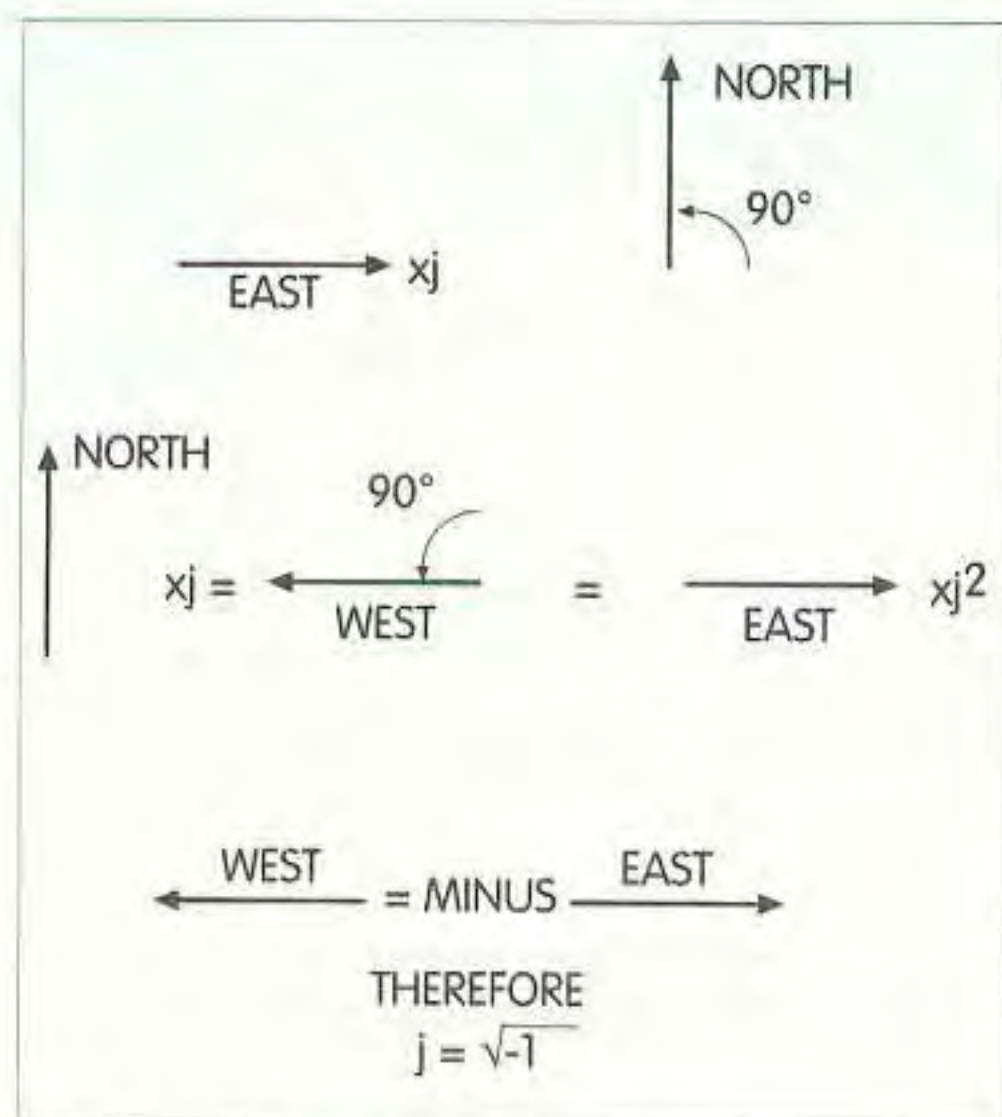 NORTH
90°
EAST xj
NORTH
90°
xj = WEST = EAST xj²
WEST = MINUS EAST
THEREFORE
j = √-1